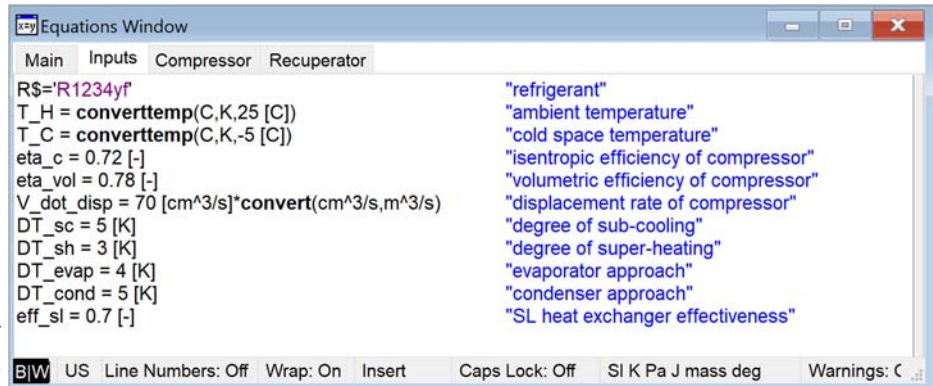 x=y Equations Window
Main Inputs Compressor Recuperator
R$='R1234yf' "refrigerant"
T_H = converttemp(C,K,25 [C]) "ambient temperature"
T_C = converttemp(C,K,-5 [C]) "cold space temperature"
eta_c = 0.72 [-] "isentropic efficiency of compressor"
eta_vol = 0.78 [-] "volumetric efficiency of compressor"
V_dot_disp = 70 [cm^3/s]*convert(cm^3/s,m^3/s) "displacement rate of compressor"
DT_sc = 5 [K] "degree of sub-cooling"
DT_sh = 3 [K] "degree of super-heating"
DT_evap = 4 [K] "evaporator approach"
DT_cond = 5 [K] "condenser approach"
eff_sl = 0.7 [-] "SL heat exchanger effectiveness"
B|W US Line Numbers: Off Wrap: On Insert Caps Lock: Off SI K Pa J mass deg Warnings: